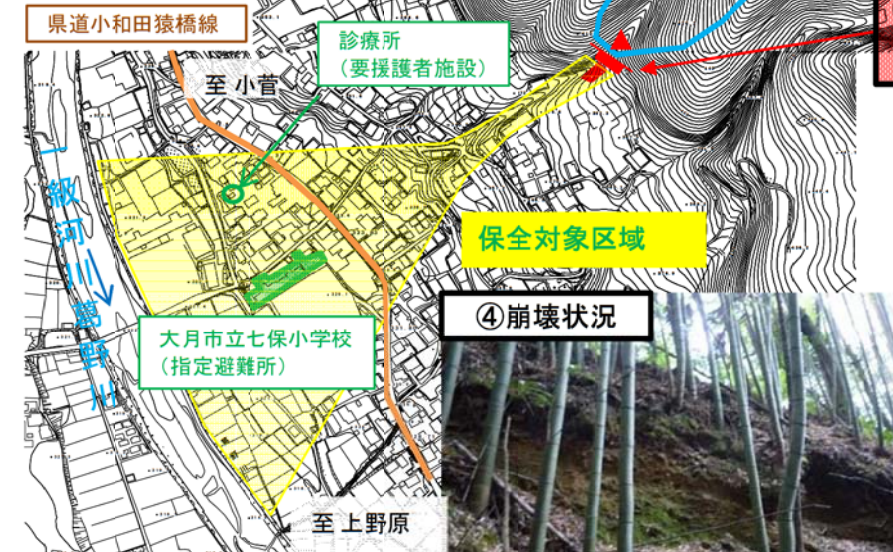 県道小和田猿橋線
診療所
（要援護者施設）
至 小菅
一級河川葛野川
保全対象区域
④崩壊状況
大月市立七保小学校
（指定避難所）
至 上野原